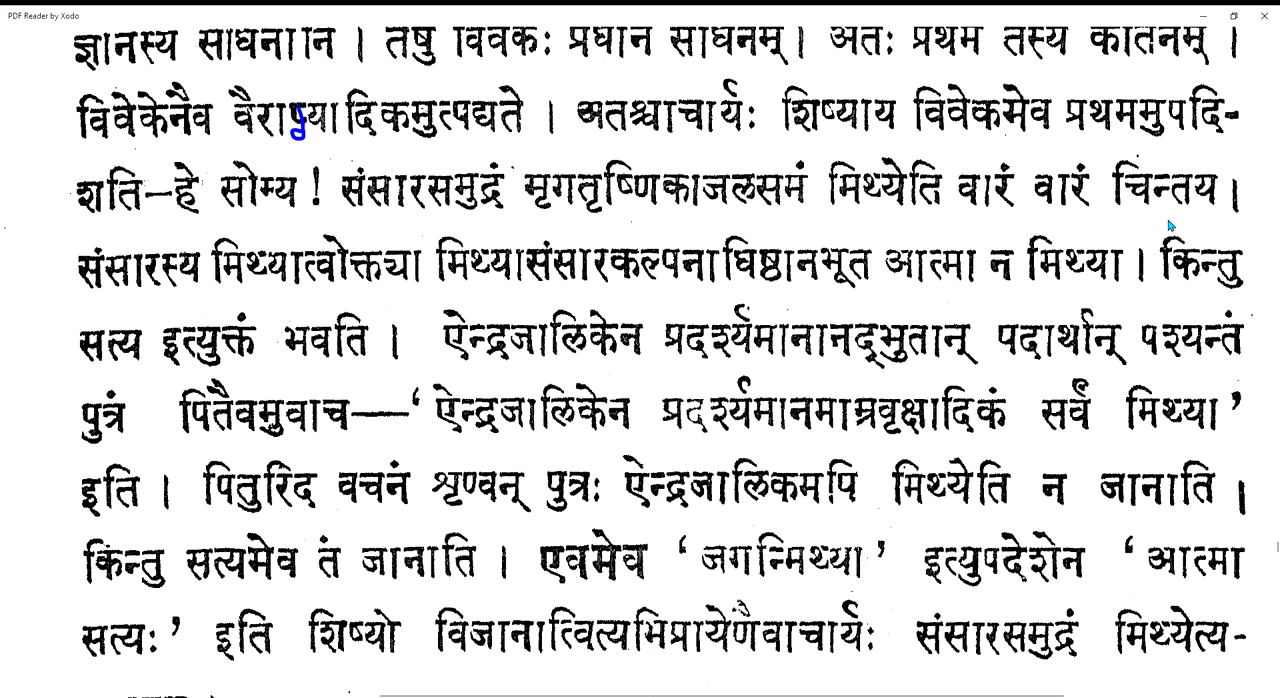 PDF Reader by Xodo
ज्ञानस्य साधनानि । तेषु विवेकः प्रधान साधनम् । अतः प्रथम तस्य कीर्तनम् ।
विवेकेनैव वैराग्यादिकमुत्पद्यते । अतश्चाचार्यः शिष्याय विवेकमेव प्रथममुपदि-
शति—हे सोम्य ! संसारसमुद्रं मृगतृष्णिकाजलसमं मिथ्येति वारं वारं चिन्तय ।
संसारस्य मिथ्यात्वोक्त्या मिथ्यासंसारकल्पनाधिष्ठानभूत आत्मा न मिथ्या । किन्तु
सत्य इत्युक्तं भवति । ऐन्द्रजालिकेन प्रदर्श्यमानानद्भुतान् पदार्थान् पश्यन्तं
पुत्रं पितैवमुवाच—‘ ऐन्द्रजालिकेन प्रदर्श्यमानमाम्रवृक्षादिकं सर्वं मिथ्या ’
इति । पितुरिद वचनं शृण्वन् पुत्रः ऐन्द्रजालिकमपि मिथ्येति न जानाति ।
किन्तु सत्यमेव तं जानाति । एवमेव ‘ जगन्मिथ्या ’ इत्युपदेशेन ‘ आत्मा
सत्यः ’ इति शिष्यो विजानात्वित्यभिप्रायेणैवाचार्यः संसारसमुद्रं मिथ्येत्य-